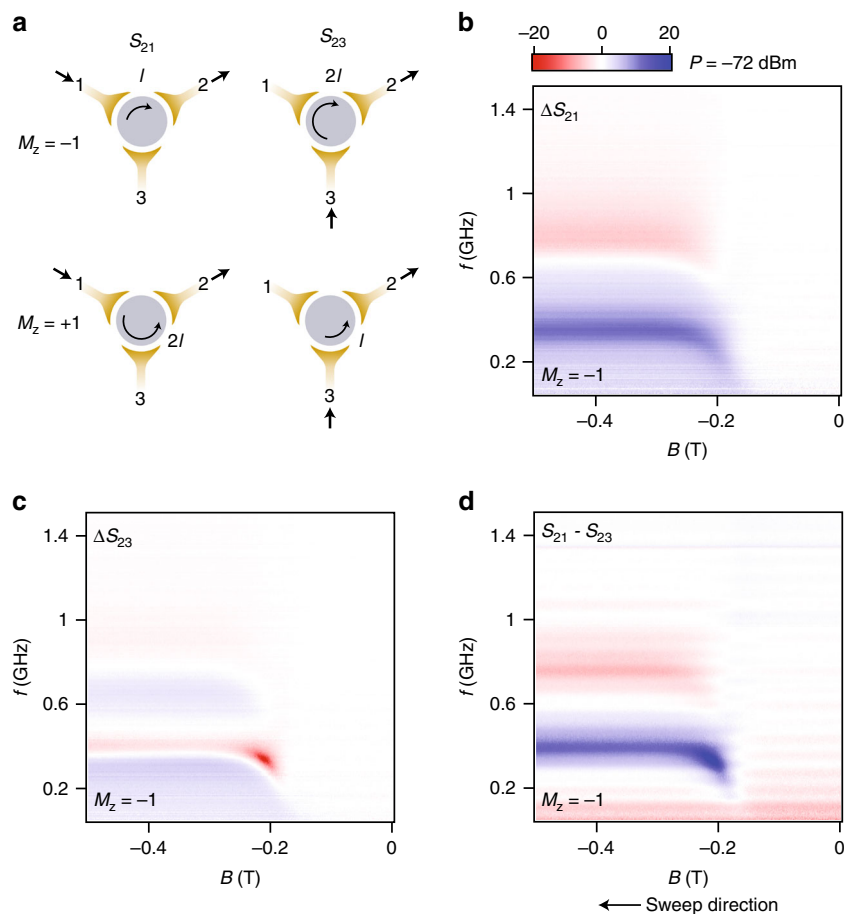 a
S21 S23
l 2l
1 2 1 2
Mz = −1
3 3
1 2 1 2
Mz = +1
2l l
3 3
b
−20 0 20
P = −72 dBm
ΔS21
1.4
1
f (GHz)
0.6
0.2
Mz = −1
−0.4 −0.2 0
B (T)
c
ΔS23
1.4
1
f (GHz)
0.6
0.2
Mz = −1
−0.4 −0.2 0
B (T)
d
S21 - S23
1.4
1
f (GHz)
0.6
0.2
Mz = −1
−0.4 −0.2 0
B (T)
Sweep direction